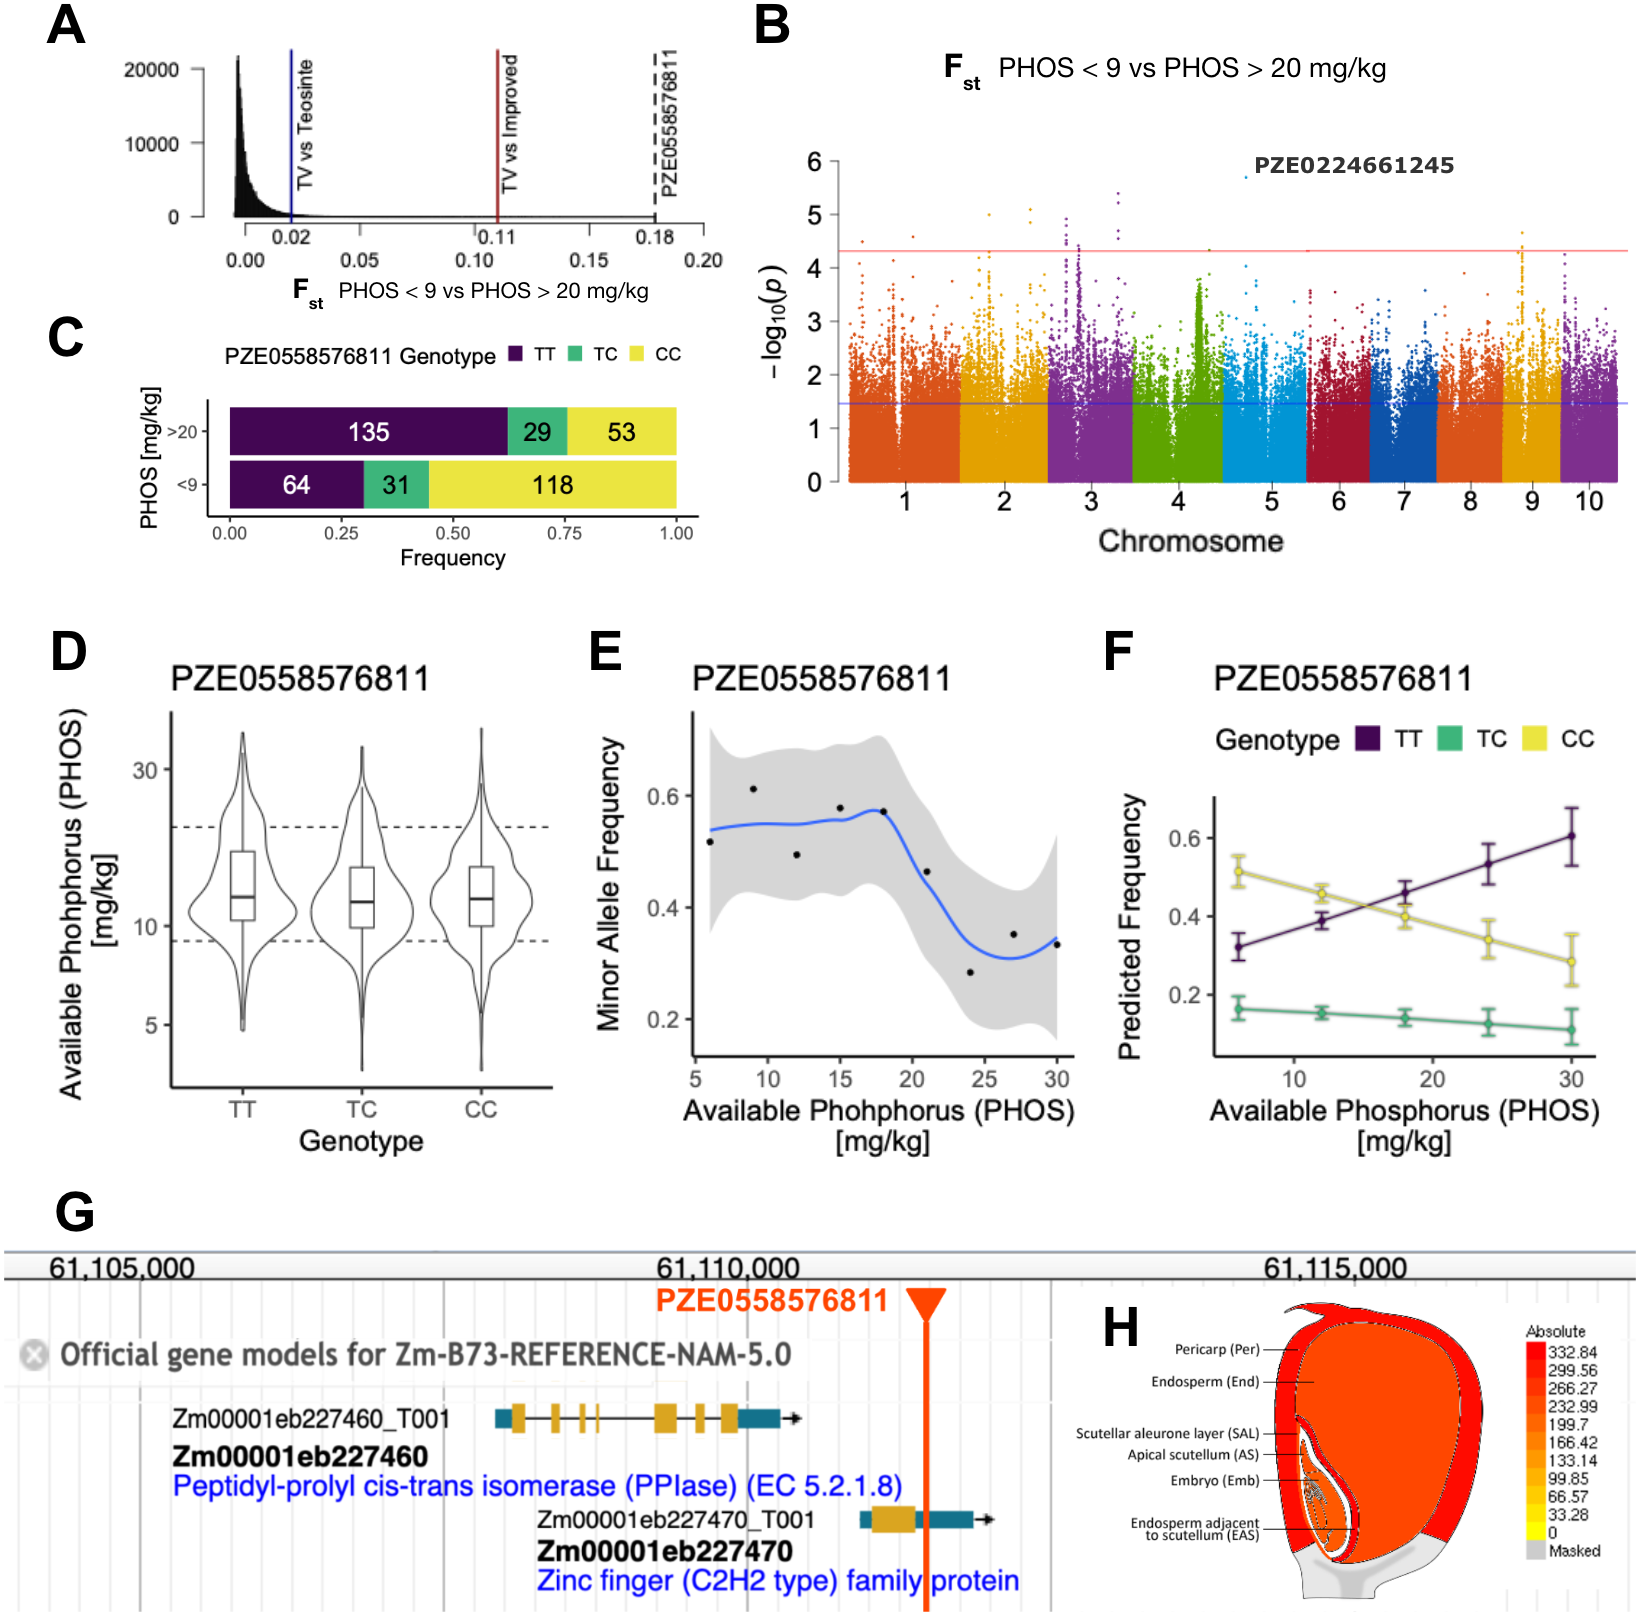 A
20000
10000
0
TV vs Teosinte
TV vs Improved
PZE0558576811
0.02
0.11
0.18
0.00
0.05
0.10
0.15
0.20
Fst PHOS < 9 vs PHOS > 20 mg/kg
B
Fst PHOS < 9 vs PHOS > 20 mg/kg
PZE0224661245
6
5
4
3
2
1
0
− log10(p)
1 2 3 4 5 6 7 8 9 10
Chromosome
C
PZE0558576811 Genotype TT TC CC
PHOS [mg/kg]
>20
135 29 53
<9
64 31 118
0.00 0.25 0.50 0.75 1.00
Frequency
D
PZE0558576811
Available Phohphorus (PHOS)
[mg/kg]
30
10
5
TT TC CC
Genotype
E
PZE0558576811
Minor Allele Frequency
0.6
0.4
0.2
5 10 15 20 25 30
Available Phohphorus (PHOS)
[mg/kg]
F
PZE0558576811
Genotype TT TC CC
Predicted Frequency
0.6
0.4
0.2
10 20 30
Available Phosphorus (PHOS)
[mg/kg]
G
61,105,000 61,110,000 61,115,000
PZE0558576811
Official gene models for Zm-B73-REFERENCE-NAM-5.0
Zm00001eb227460_T001
Zm00001eb227460
Peptidyl-prolyl cis-trans isomerase (PPIase) (EC 5.2.1.8)
Zm00001eb227470_T001
Zm00001eb227470
Zinc finger (C2H2 type) family protein
H
Pericarp (Per)
Endosperm (End)
Scutellar aleurone layer (SAL)
Apical scutellum (AS)
Embryo (Emb)
Endosperm adjacent
to scutellum (EAS)
Absolute
332.84
299.56
266.27
232.99
199.7
166.42
133.14
99.85
66.57
33.28
0
Masked